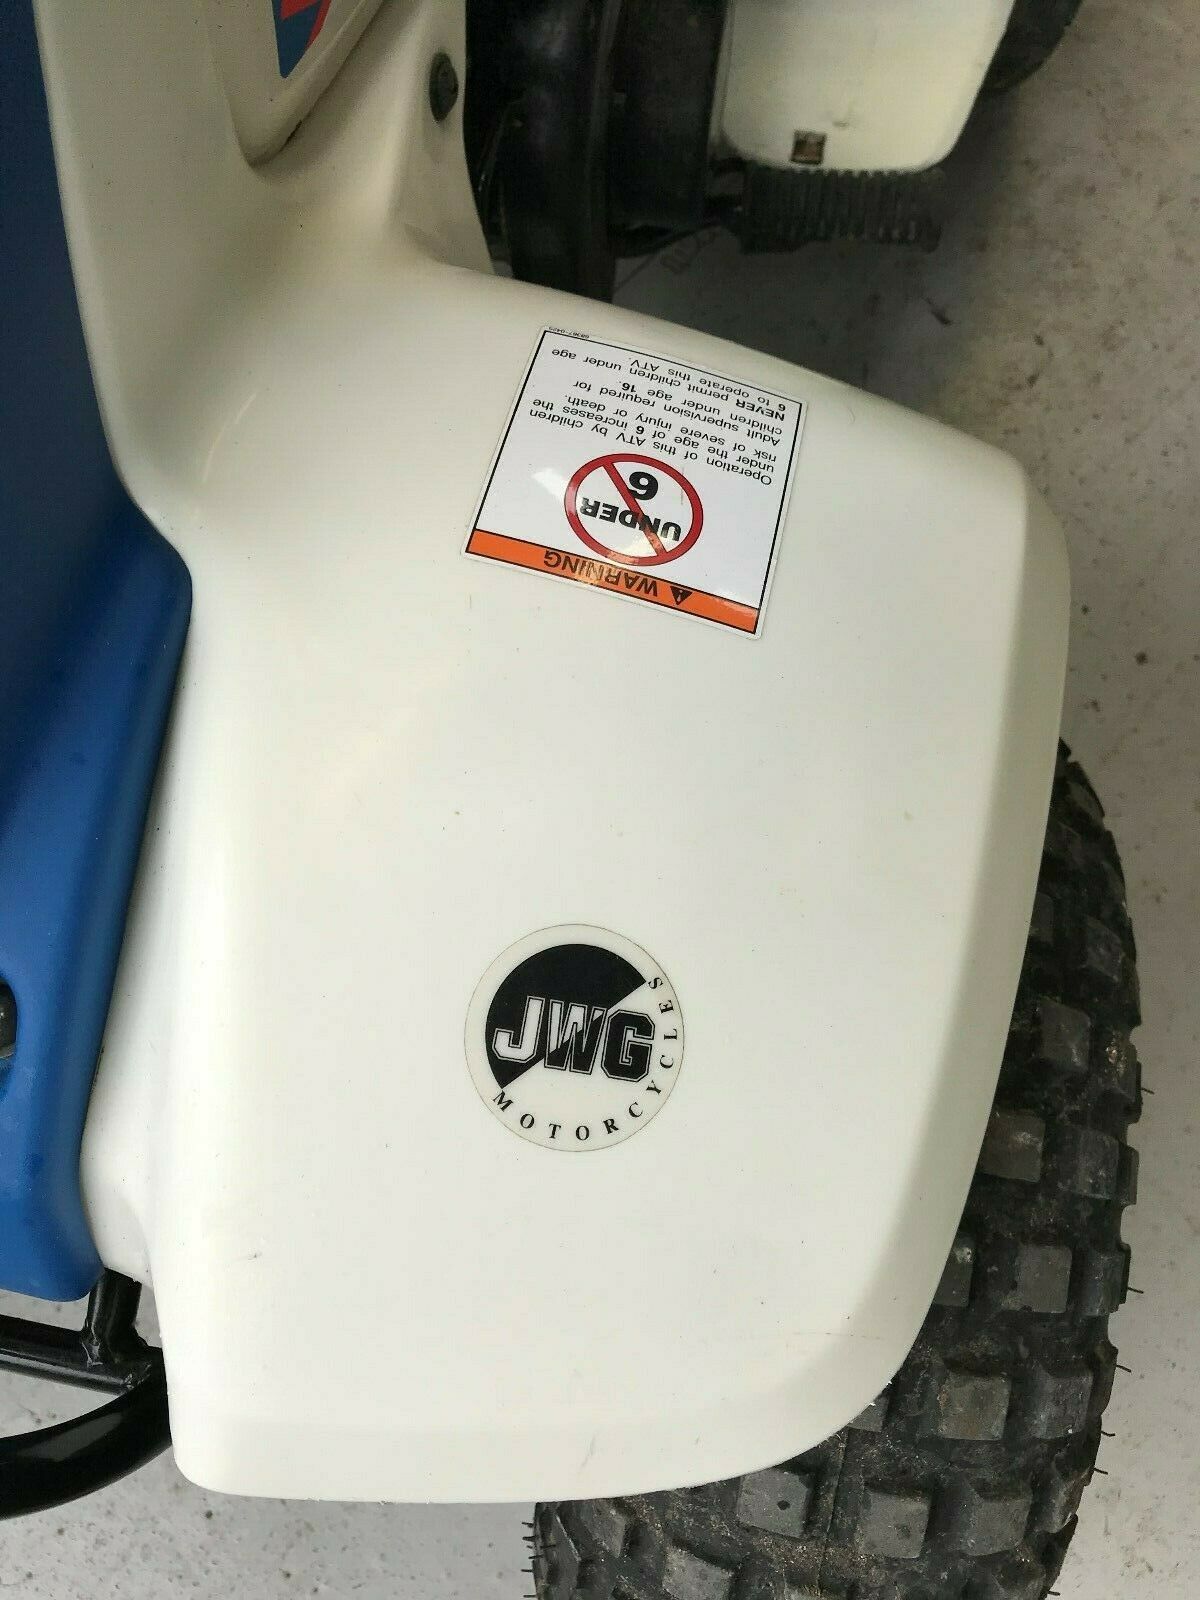 WARNING
UNDER
6
Operation of this ATV by children
under the age of 6 increases the
risk of severe injury or death.
Adult supervision required for
children under age 16.
NEVER permit children under age
6 to operate this ATV.
JWG
MOTORCYCLES